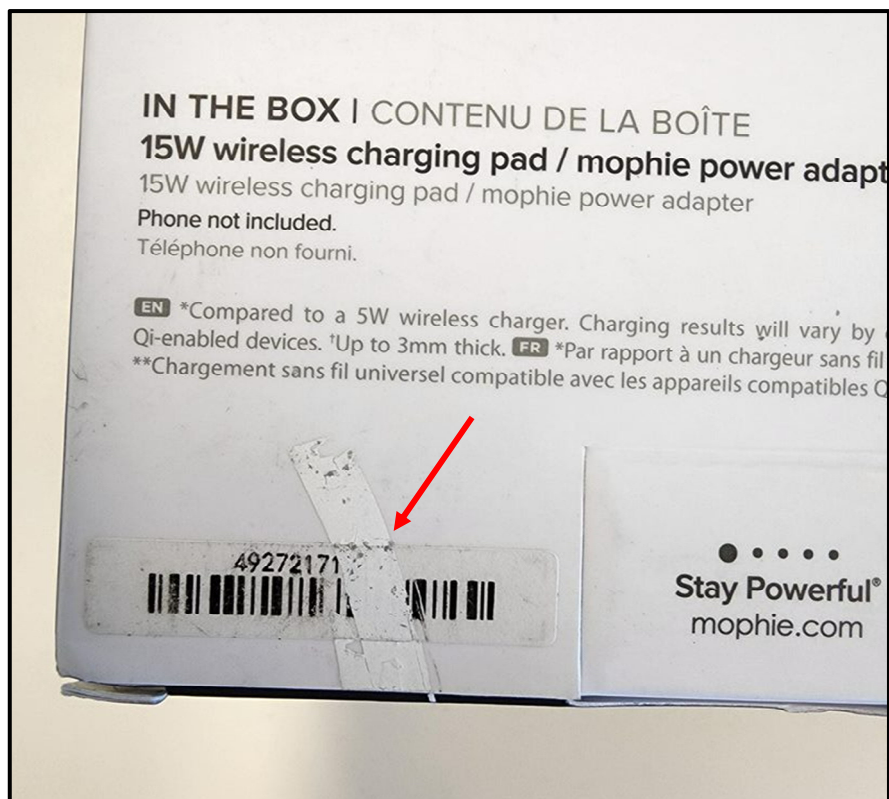 IN THE BOX | CONTENU DE LA BOÎTE
15W wireless charging pad / mophie power adapt
15W wireless charging pad / mophie power adapter
Phone not included.
Téléphone non fourni.
EN *Compared to a 5W wireless charger. Charging results will vary by
Qi-enabled devices. †Up to 3mm thick. FR *Par rapport à un chargeur sans fil
**Chargement sans fil universel compatible avec les appareils compatibles Q
49272171
Stay Powerful®
mophie.com